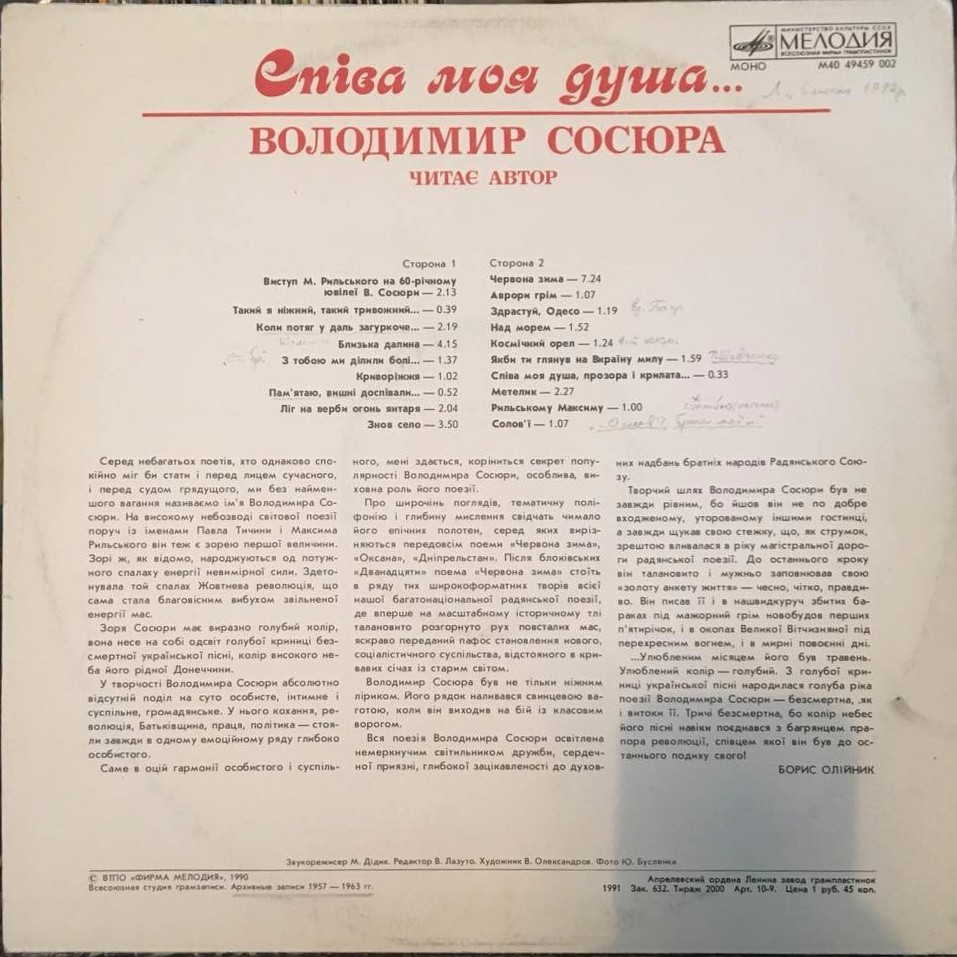 МИНИСТЕРСТВО КУЛЬТУРЫ СССР
МЕЛОДИЯ
ВСЕСОЮЗНАЯ ФИРМА ГРАМПЛАСТИНОК
МОНО М40 49459 002
Співа моя душа...
1992р.
ВОЛОДИМИР СОСЮРА
ЧИТАЄ АВТОР
Сторона 1
Виступ М. Рильського на 60-річному
ювілеї В. Сосюри — 2.13
Такий я ніжний, такий тривожний... — 0.39
Коли потяг у даль загуркоче... — 2.19
Близька далина — 4.15
З тобою ми ділили болі... — 1.37
Криворіжжя — 1.02
Пам'ятаю, вишні доспівали... — 0.52
Ліг на верби огонь янтаря — 2.04
Знов село — 3.50
Сторона 2
Червона зима — 7.24
Аврори грім — 1.07
Здрастуй, Одесо — 1.19
Над морем — 1.52
Космічний орел — 1.24
Якби ти глянув на Вкраїну милу — 1.59
Співа моя душа, прозора і крилата... — 0.33
Метелик — 2.27
Рильському Максиму — 1.00
Солов'ї — 1.07
Серед небагатьох поетів, хто однаково спо-
кійно міг би стати і перед лицем сучасного,
і перед судом грядущого, ми без наймен-
шого вагання називаємо ім'я Володимира Со-
сюри. На високому небозводі світової поезії
поруч із іменами Павла Тичини і Максима
Рильського він теж є зорею першої величини.
Зорі ж, як відомо, народжуються од потуж-
ного спалаху енергії невимірної сили. Здето-
нувала той спалах Жовтнева революція, що
сама стала благовісним вибухом звільненої
енергії мас.
Зоря Сосюри має виразно голубий колір,
вона несе на собі одсвіт голубої криниці без-
смертної української пісні, колір високого не-
ба його рідної Донеччини.
У творчості Володимира Сосюри абсолютно
відсутній поділ на суто особисте, інтимне і
суспільне, громадянське. У нього кохання, ре-
волюція, Батьківщина, праця, політика — стоя-
ли завжди в одному емоційному ряду глибоко
особистого.
Саме в оцій гармонії особистого і суспіль-
ного, мені здається, коріниться секрет попу-
лярності Володимира Сосюри, особлива, ви-
ховна роль його поезії.
Про широчінь поглядів, тематичну полі-
фонію і глибину мислення свідчать чимало
його епічних полотен, серед яких виріз-
няються передовсім поеми «Червона зима»,
«Оксана», «Дніпрельстан». Після блоківських
«Дванадцяти» поема «Червона зима» стоїть
в ряду тих широкоформатних творів всієї
нашої багатонаціональної радянської поезії,
де вперше на масштабному історичному тлі
талановито розгорнуто рух повсталих мас,
яскраво переданий пафос становлення нового,
соціалістичного суспільства, відстояного в кри-
вавих січах із старим світом.
Володимир Сосюра був не тільки ніжним
ліриком. Його рядок наливався свинцевою ва-
готою, коли він виходив на бій із класовим
ворогом.
Вся поезія Володимира Сосюри освітлена
немеркнучим світильником дружби, сердеч-
ної приязні, глибокої зацікавленості до духов-
них надбань братніх народів Радянського Сою-
зу.
Творчий шлях Володимира Сосюри був не
завжди рівним, бо йшов він не по добре
входженому, уторованому іншими гостинці,
а завжди шукав свою стежку, що, як струмок,
зрештою вливалася в ріку магістральної доро-
ги радянської поезії. До останнього кроку
він талановито і мужньо заповнював свою
«золоту анкету життя» — чесно, чітко, правди-
во. Він писав її і в нашвидкуруч збитих ба-
раках під мажорний грім новобудов перших
п'ятирічок, і в окопах Великої Вітчизняної під
перехресним вогнем, і в мирні повоєнні дні.
...Улюбленим місяцем його був травень.
Улюблений колір — голубий. З голубої кри-
ниці української пісні народилася голуба ріка
поезії Володимира Сосюри — безсмертна, як
і витоки її. Тричі безсмертна, бо колір небес
його пісні навіки поєднався з багрянцем пра-
пора революції, співцем якої він був до ос-
таннього подиху свого!
БОРИС ОЛІЙНИК
Звукорежисер М. Дідик. Редактор В. Лазуто. Художник В. Олександров. Фото Ю. Бусленка
© ВТПО «ФИРМА МЕЛОДИЯ», 1990
Всесоюзная студия грамзаписи. Архивные записи 1957 — 1963 гг.
Апрелевский ордена Ленина завод грампластинок
1991 Зак. 632. Тираж 2000 Арт. 10-9. Цена 1 руб. 45 коп.